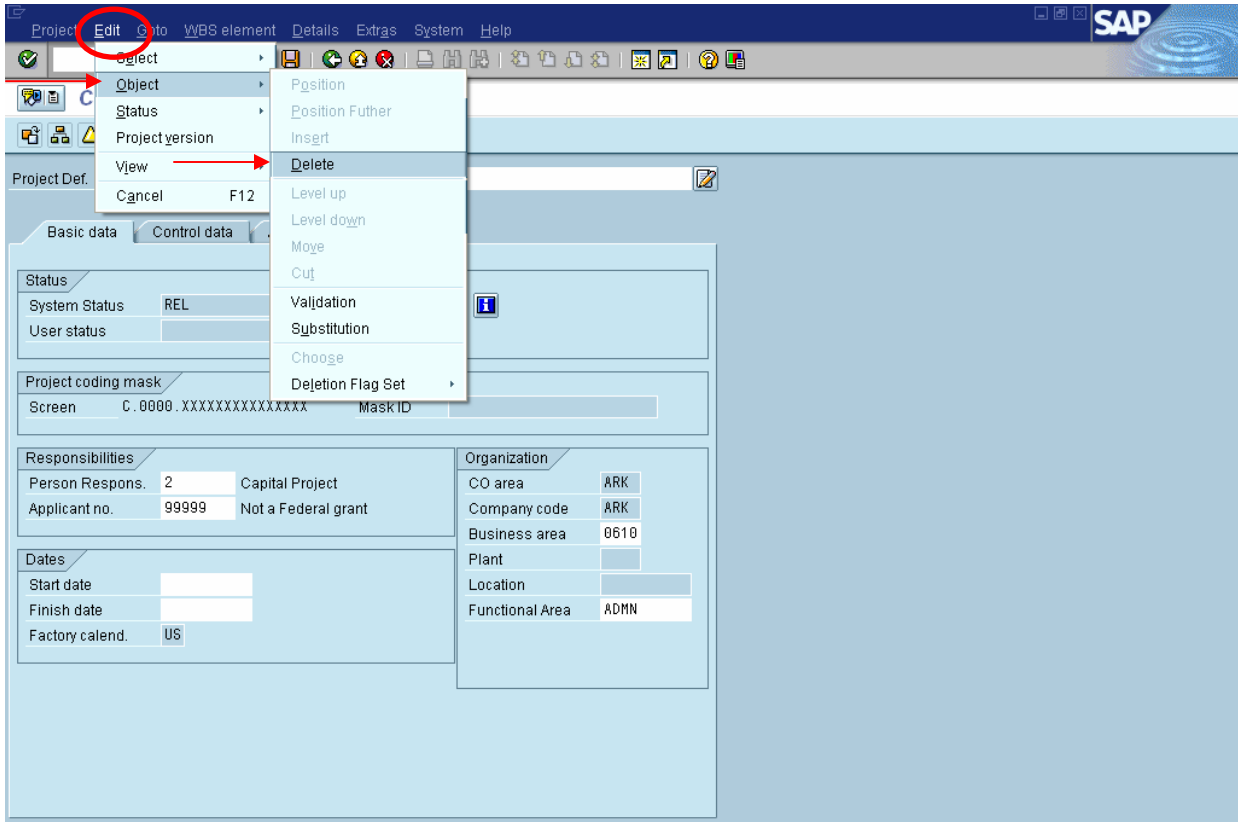 Project Edit Goto WBS element Details Extras System Help
SAP
Select
Object
Status
Project version
View
Cancel F12
Position
Position Futher
Insert
Delete
Level up
Level down
Move
Cut
Validation
Substitution
Choose
Deletion Flag Set
C
Project Def.
Basic data Control data
Status
System Status REL
User status
Project coding mask
Screen C.0000.XXXXXXXXXXXXXXX Mask ID
Responsibilities
Person Respons. 2 Capital Project
Applicant no. 99999 Not a Federal grant
Dates
Start date
Finish date
Factory calend. US
Organization
CO area ARK
Company code ARK
Business area 0610
Plant
Location
Functional Area ADMN